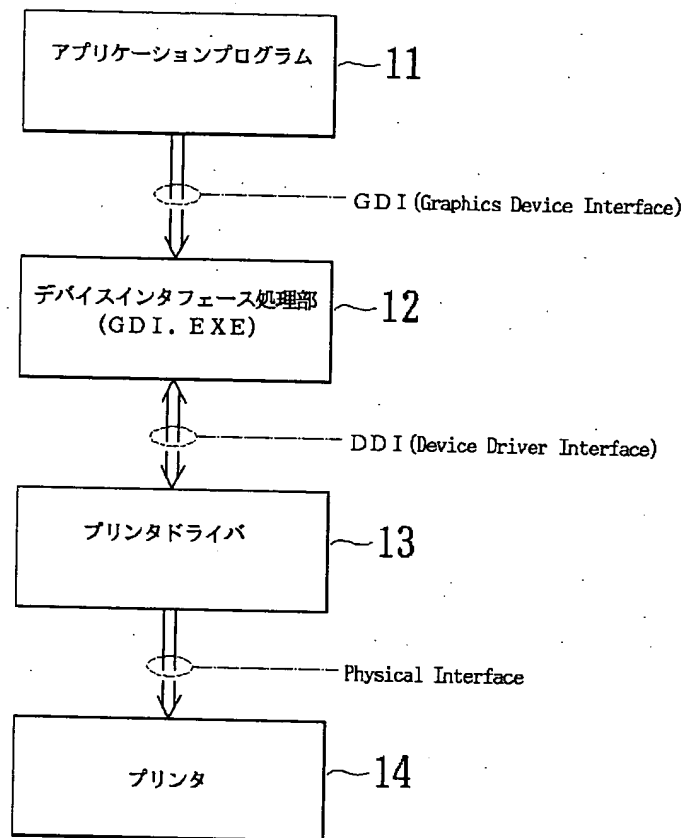 アプリケーションプログラム
11
GDI(Graphics Device Interface)
デバイスインタフェース処理部
(GDI. EXE)
12
DDI(Device Driver Interface)
プリンタドライバ
13
Physical Interface
プリンタ
14